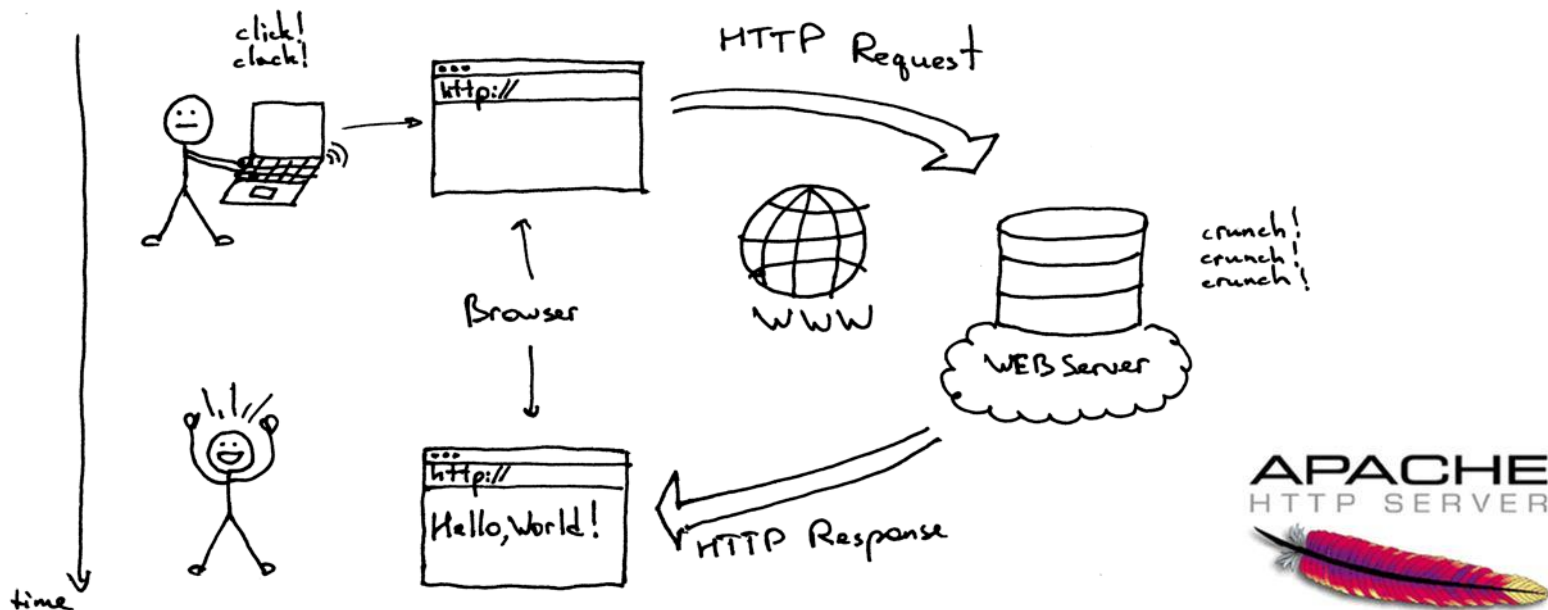 click!
clack!
HTTP Request
http://
crunch!
crunch!
crunch!
Browser
WWW
WEB Server
http://
Hello, World!
HTTP Response
APACHE
HTTP SERVER
time